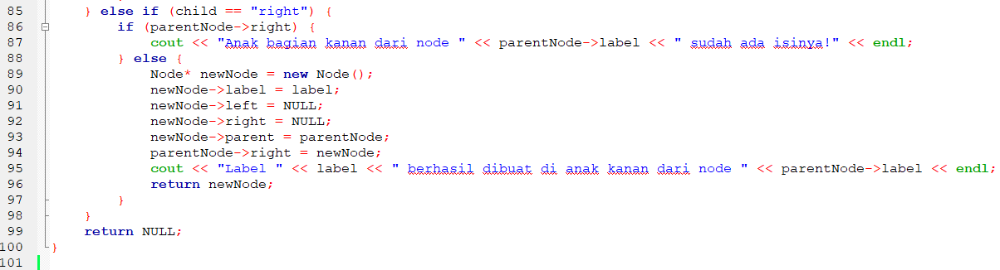 85 } else if (child == "right") {
86 if (parentNode->right) {
87 cout << "Anak bagian kanan dari node " << parentNode->label << " sudah ada isinya!" << endl;
88 } else {
89 Node* newNode = new Node();
90 newNode->label = label;
91 newNode->left = NULL;
92 newNode->right = NULL;
93 newNode->parent = parentNode;
94 parentNode->right = newNode;
95 cout << "Label " << label << " berhasil dibuat di anak kanan dari node " << parentNode->label << endl;
96 return newNode;
97 }
98 }
99 return NULL;
100 }
101